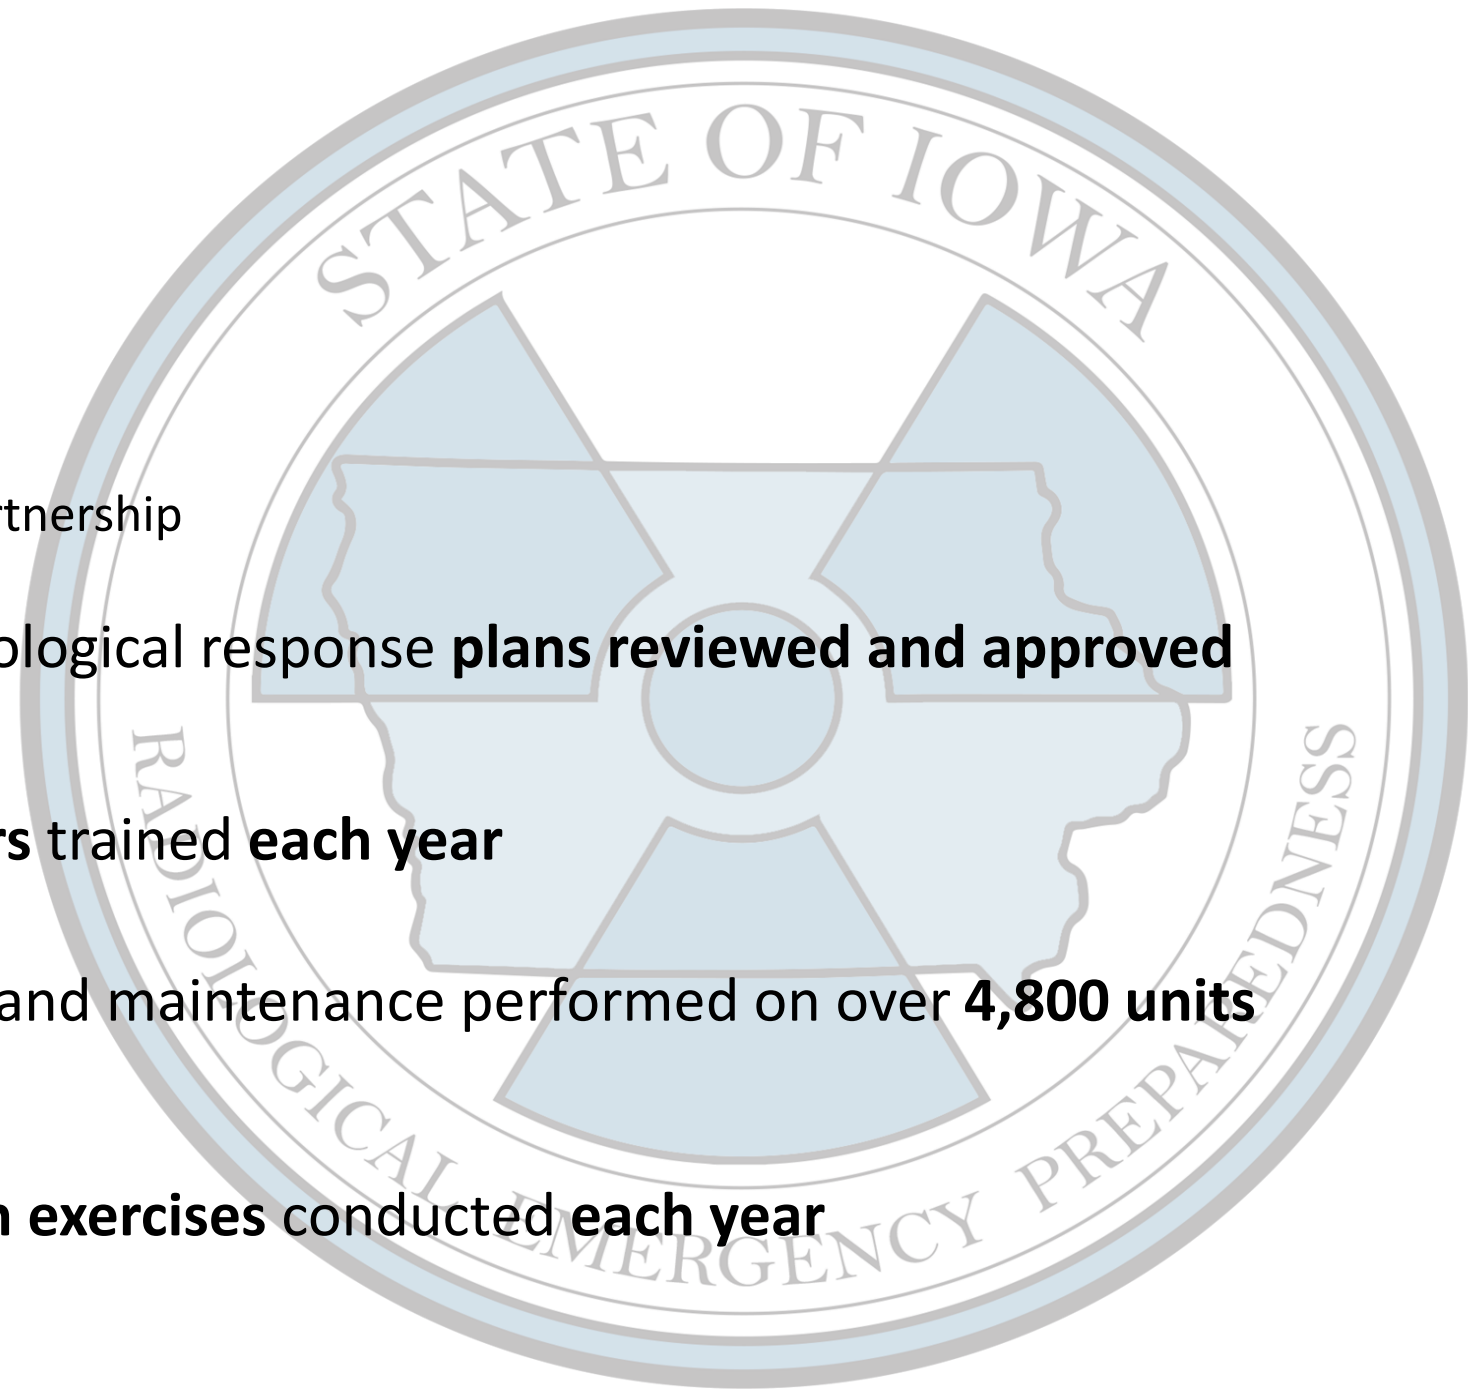 STATE OF IOWA
rtnership
ological response plans reviewed and approved
rs trained each year
and maintenance performed on over 4,800 units
n exercises conducted each year
RADIOLOGICAL EMERGENCY PREPAREDNESS